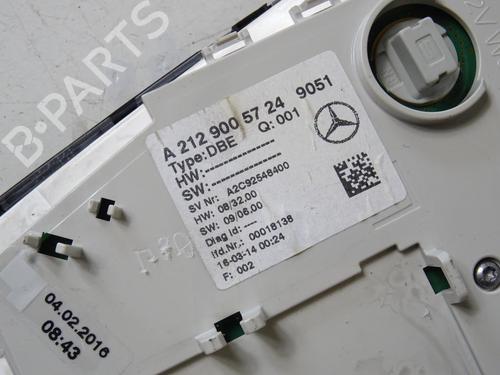 B-PARTS
A 212 900 57 24 9051
Type:DBE Q: 001
HW:--------------
SW:--------------
SV Nr: A2C92548400
HW: 08/32.00
SW: 09/06.00
Diag id: ----
lfd.Nr.: 00018138
16-03-14 00:24
F: 002
04.02.2016
08:43